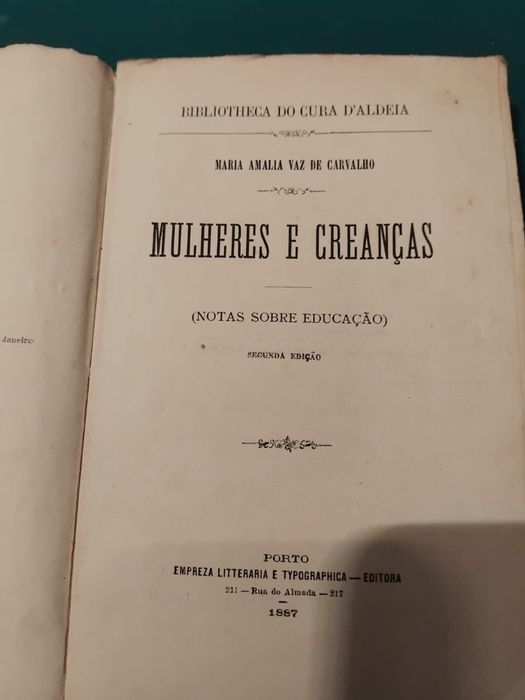 BIBLIOTHECA DO CURA D'ALDEIA
MARIA AMALIA VAZ DE CARVALHO
MULHERES E CREANÇAS
(NOTAS SOBRE EDUCAÇÃO)
SEGUNDA EDIÇÃO
Janeiro
PORTO
EMPREZA LITTERARIA E TYPOGRAPHICA — EDITORA
— Rua do Almada — 217
1887